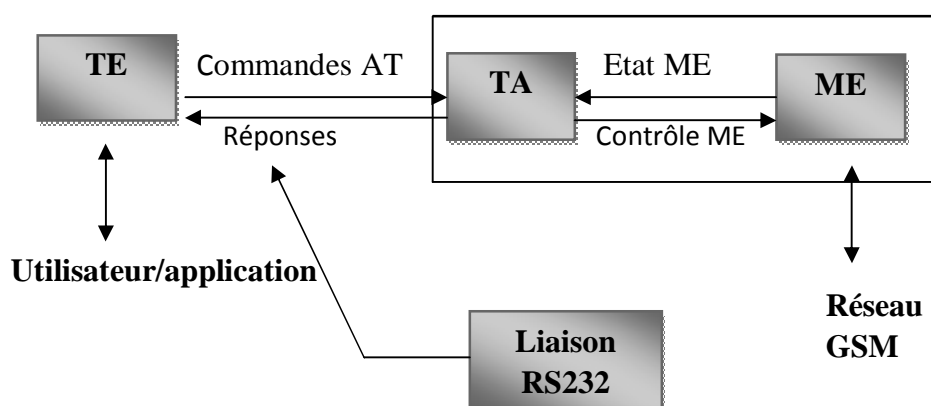 TE
Commandes AT
Réponses
TA
Etat ME
Contrôle ME
ME
Utilisateur/application
Liaison
RS232
Réseau
GSM